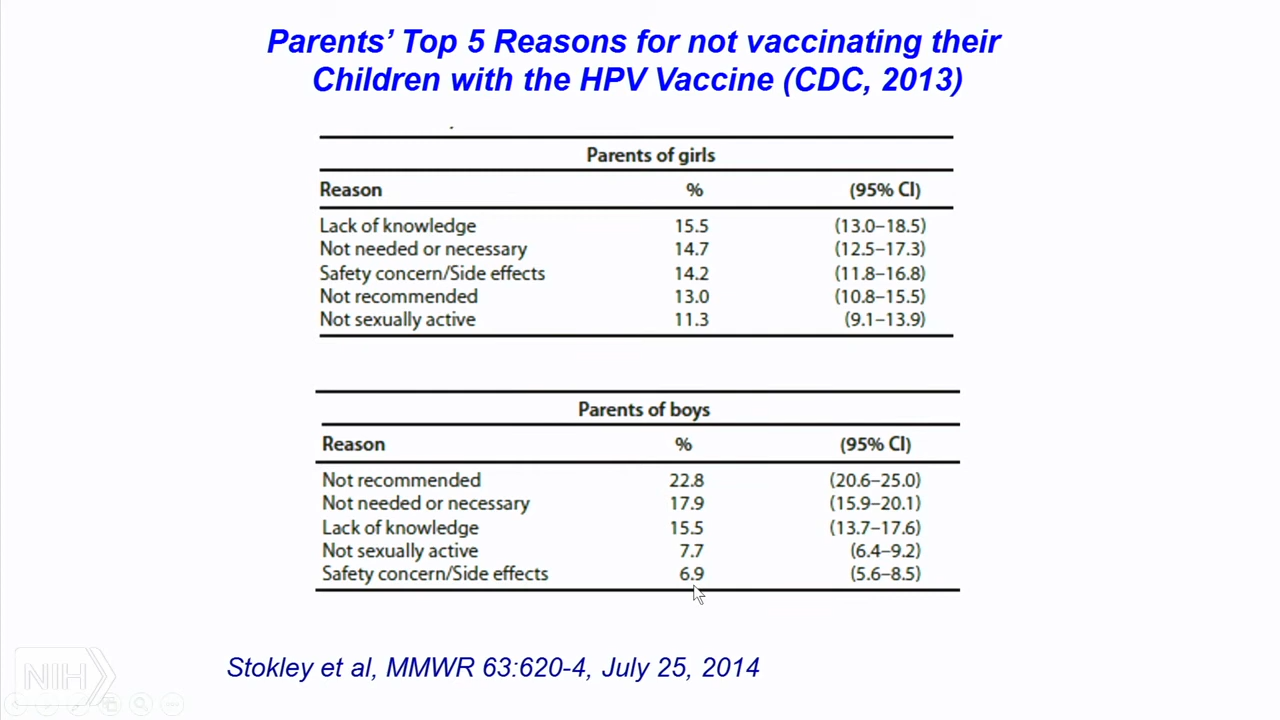 Parents’ Top 5 Reasons for not vaccinating their
Children with the HPV Vaccine (CDC, 2013)
Parents of girls
Reason % (95% CI)
Lack of knowledge 15.5 (13.0–18.5)
Not needed or necessary 14.7 (12.5–17.3)
Safety concern/Side effects 14.2 (11.8–16.8)
Not recommended 13.0 (10.8–15.5)
Not sexually active 11.3 (9.1–13.9)
Parents of boys
Reason % (95% CI)
Not recommended 22.8 (20.6–25.0)
Not needed or necessary 17.9 (15.9–20.1)
Lack of knowledge 15.5 (13.7–17.6)
Not sexually active 7.7 (6.4–9.2)
Safety concern/Side effects 6.9 (5.6–8.5)
Stokley et al, MMWR 63:620-4, July 25, 2014
NIH